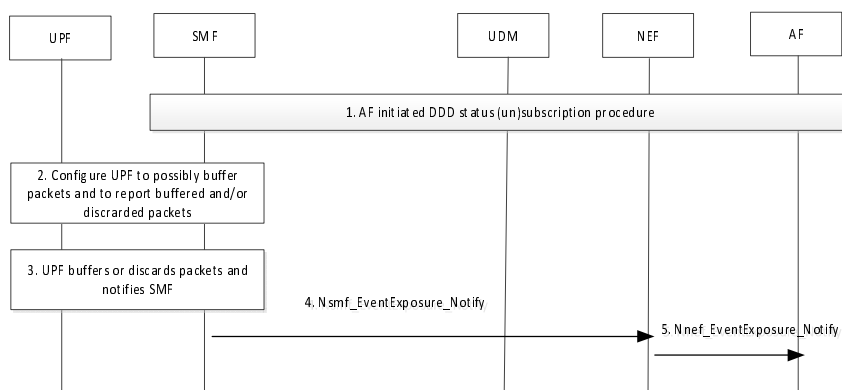 UPF
SMF
UDM
NEF
AF
1. AF initiated DDD status (un)subscription procedure
2. Configure UPF to possibly buffer
packets and to report buffered and/or
discrarded packets
3. UPF buffers or discards packets and
notifies SMF
4. Nsmf_EventExposure_Notify
5. Nnef_EventExposure_Notify